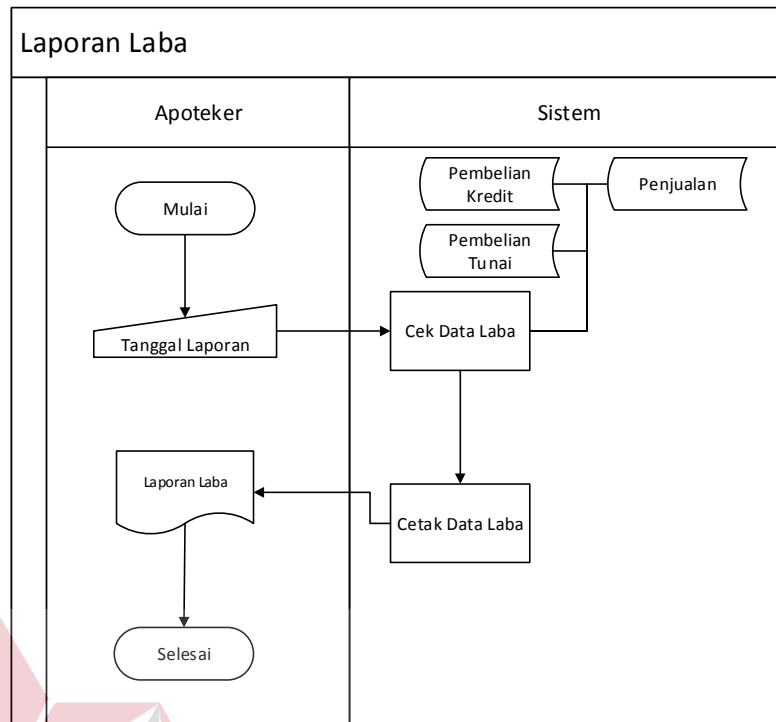 Laporan Laba
Apoteker
Sistem
Mulai
Pembelian
Kredit
Penjualan
Pembelian
Tunai
Tanggal Laporan
Cek Data Laba
Laporan Laba
Cetak Data Laba
Selesai